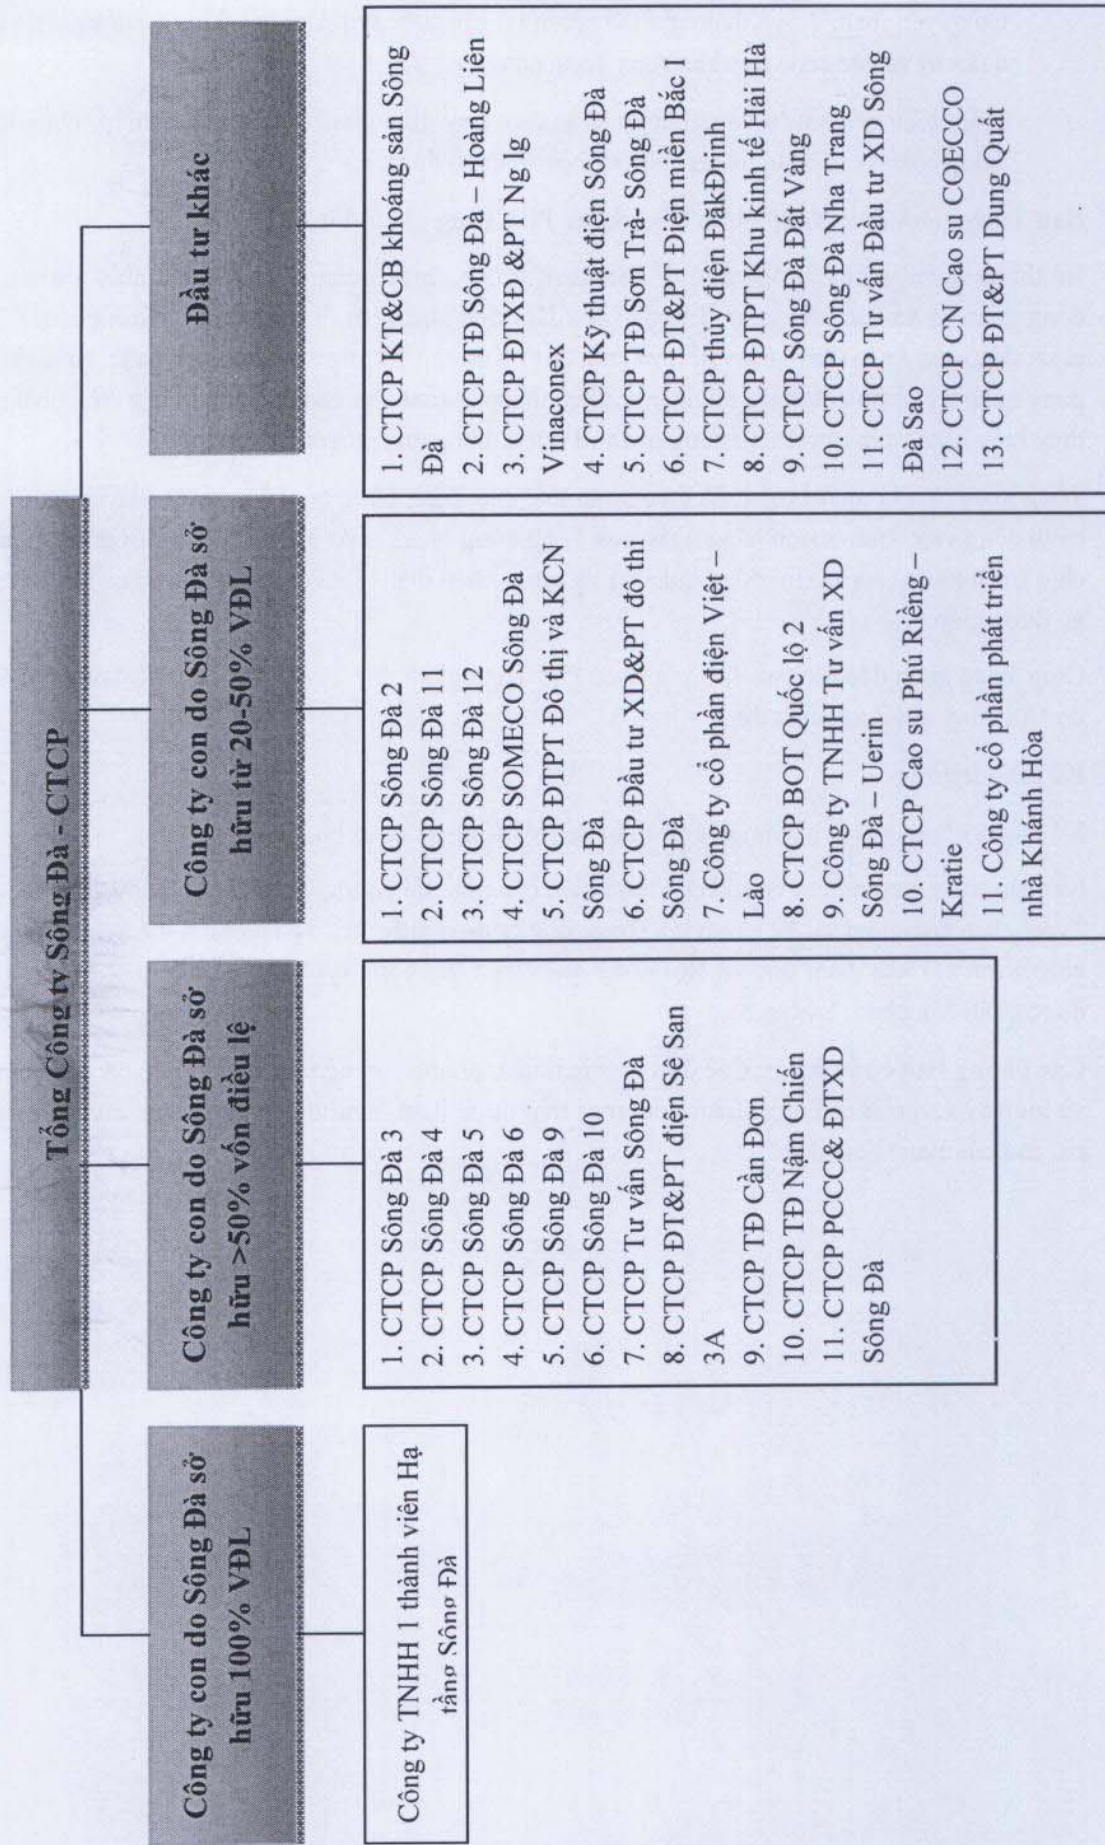 Tổng Công ty Sông Đà - CTCP
Công ty con do Sông Đà sở
hữu 100% VĐL
Công ty TNHH 1 thành viên Hạ
tầng Sông Đà
Công ty con do Sông Đà sở
hữu >50% vốn điều lệ
1. CTCP Sông Đà 3
2. CTCP Sông Đà 4
3. CTCP Sông Đà 5
4. CTCP Sông Đà 6
5. CTCP Sông Đà 9
6. CTCP Sông Đà 10
7. CTCP Tư vấn Sông Đà
8. CTCP ĐT&PT điện Sê San
3A
9. CTCP TĐ Cần Đơn
10. CTCP TĐ Nậm Chiến
11. CTCP PCCC& ĐTXD
Sông Đà
Công ty con do Sông Đà sở
hữu từ 20-50% VĐL
1. CTCP Sông Đà 2
2. CTCP Sông Đà 11
3. CTCP Sông Đà 12
4. CTCP SOMECO Sông Đà
5. CTCP ĐTPT Đô thị và KCN
Sông Đà
6. CTCP Đầu tư XD&PT đô thị
Sông Đà
7. Công ty cổ phần điện Việt –
Lào
8. CTCP BOT Quốc lộ 2
9. Công ty TNHH Tư vấn XD
Sông Đà – Jerin
10. CTCP Cao su Phú Riềng –
Kratie
11. Công ty cổ phần phát triển
nhà Khánh Hòa
Đầu tư khác
1. CTCP KT&CB khoáng sản Sông
Đà
2. CTCP TĐ Sông Đà – Hoàng Liên
3. CTCP ĐTXD &PT Ng lg
Vinaconex
4. CTCP Kỹ thuật điện Sông Đà
5. CTCP TĐ Sơn Trà- Sông Đà
6. CTCP ĐT&PT Điện miền Bắc 1
7. CTCP thủy điện ĐăkĐrinh
8. CTCP ĐTPT Khu kinh tế Hải Hà
9. CTCP Sông Đà Đất Vàng
10. CTCP Sông Đà Nha Trang
11. CTCP Tư vấn Đầu tư XD Sông
Đà Sao
12. CTCP CN Cao su COECCO
13. CTCP ĐT&PT Dung Quất